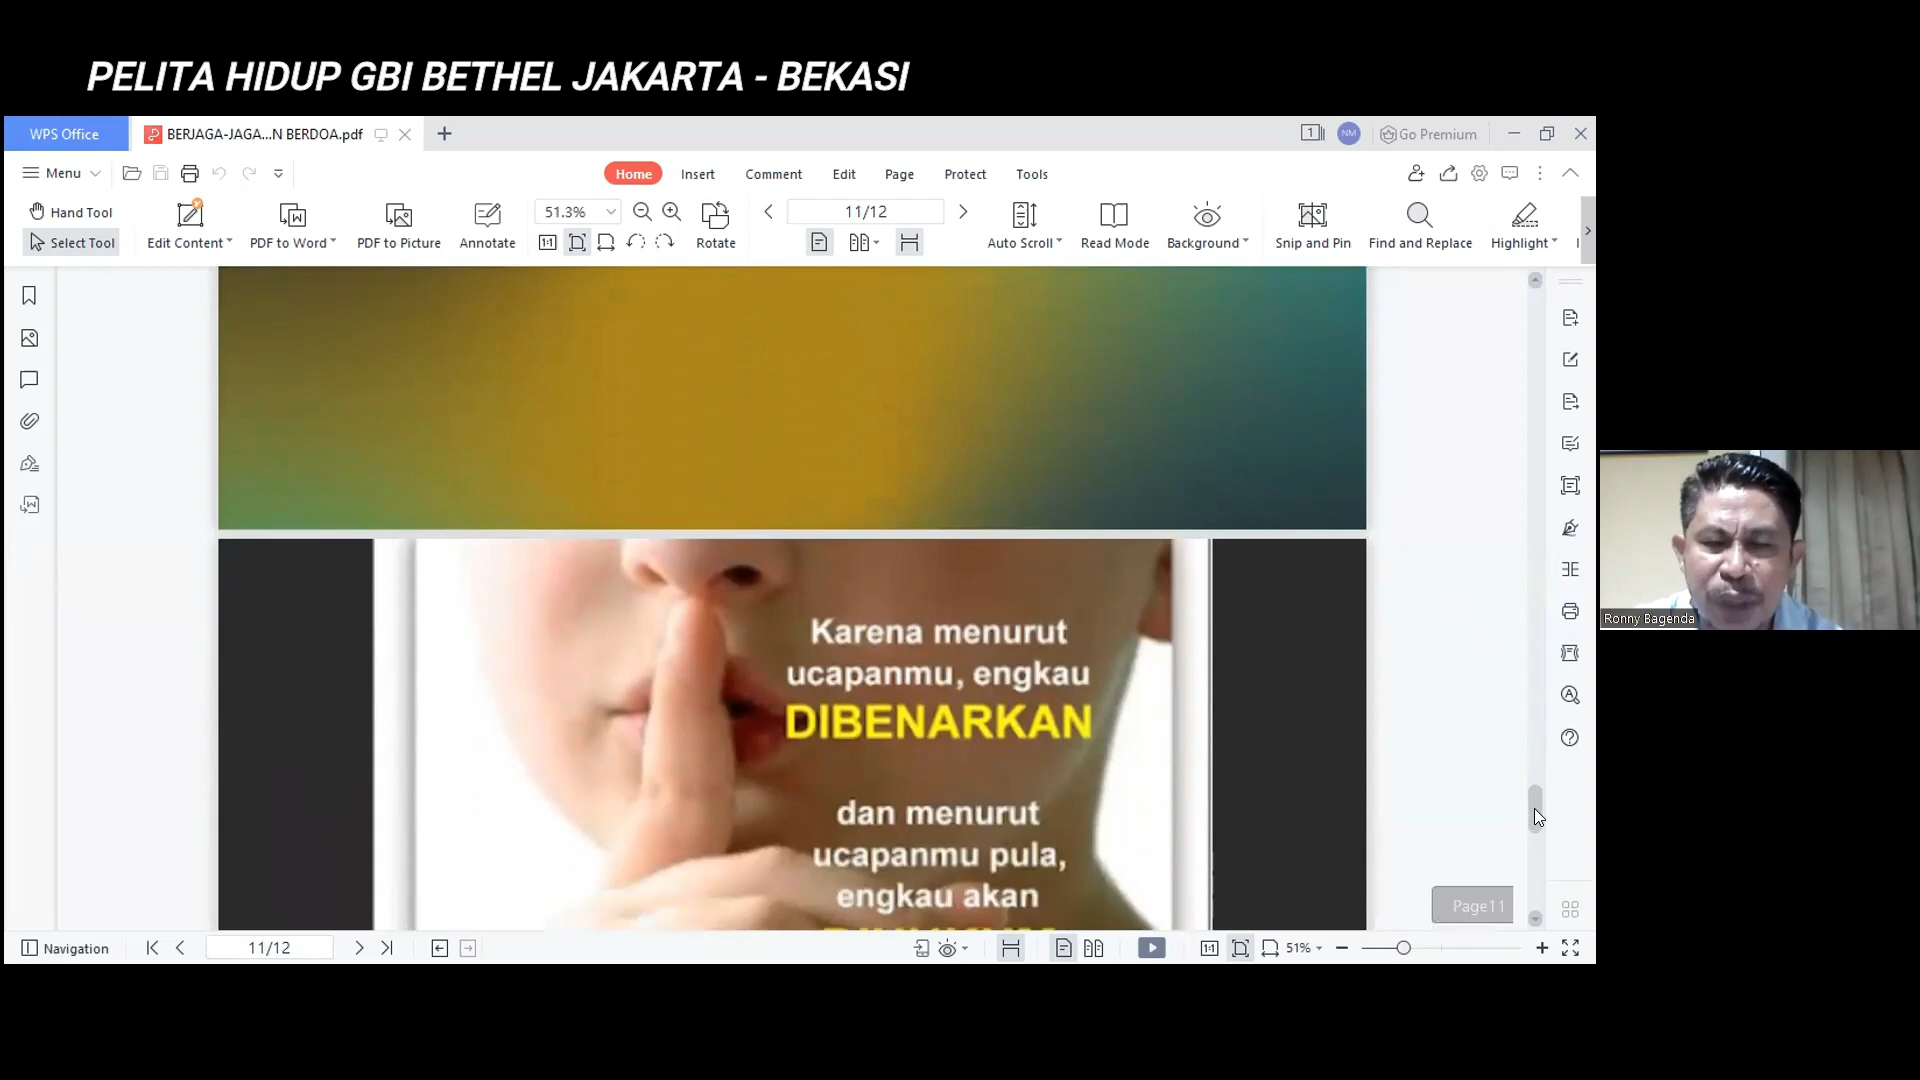 PELITA HIDUP GBI BETHEL JAKARTA - BEKASI
WPS Office
BERJAGA-JAGA...N BERDOA.pdf
1
NM
Go Premium
Menu
Home
Insert
Comment
Edit
Page
Protect
Tools
Hand Tool
Select Tool
Edit Content
PDF to Word
PDF to Picture
Annotate
51.3%
Rotate
11/12
Auto Scroll
Read Mode
Background
Snip and Pin
Find and Replace
Highlight
Karena menurut
ucapanmu, engkau
DIBENARKAN
dan menurut
ucapanmu pula,
engkau akan
Page11
Ronny Bagenda
Navigation
11/12
51%